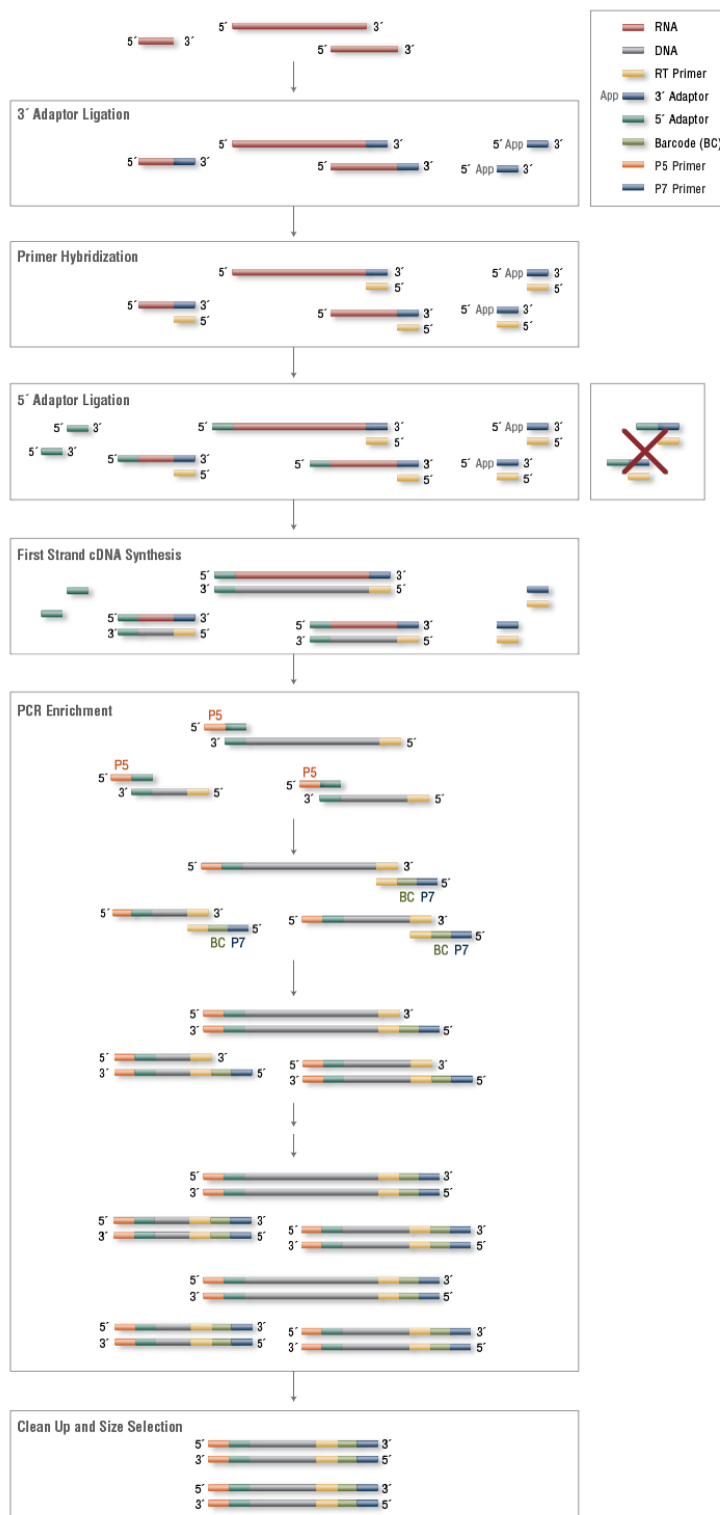 5´ 3´
5´ 3´
5´ 3´
RNA
DNA
RT Primer
App 3´ Adaptor
5´ Adaptor
Barcode (BC)
P5 Primer
P7 Primer
3´ Adaptor Ligation
5´ 3´ 5´ App 3´
5´ 3´ 5´ 3´ 5´ App 3´
Primer Hybridization
5´ 3´ 5´ App 3´
5´ 5´
5´ 3´ 5´ 3´ 5´ App 3´
5´ 5´ 5´
5´ Adaptor Ligation
5´ 3´ 5´ 3´ 5´ App 3´
5´ 5´
5´ 3´ 5´ 3´ 5´ 3´ 5´ App 3´
5´ 5´ 5´
First Strand cDNA Synthesis
5´ 3´
3´ 5´
5´ 3´ 5´ 3´
3´ 5´ 3´ 5´
PCR Enrichment
P5
5´
3´ 5´
P5 P5
5´ 5´
3´ 5´ 3´ 5´
5´ 3´
5´
BC P7
5´ 3´ 5´ 3´
5´ 5´
BC P7 BC P7
5´ 3´
3´ 5´
5´ 3´ 5´ 3´
3´ 5´ 3´ 5´
5´ 3´
3´ 5´
5´ 3´ 5´ 3´
3´ 5´ 3´ 5´
5´ 3´
3´ 5´
5´ 3´ 5´ 3´
3´ 5´ 3´ 5´
Clean Up and Size Selection
5´ 3´
3´ 5´
5´ 3´
3´ 5´